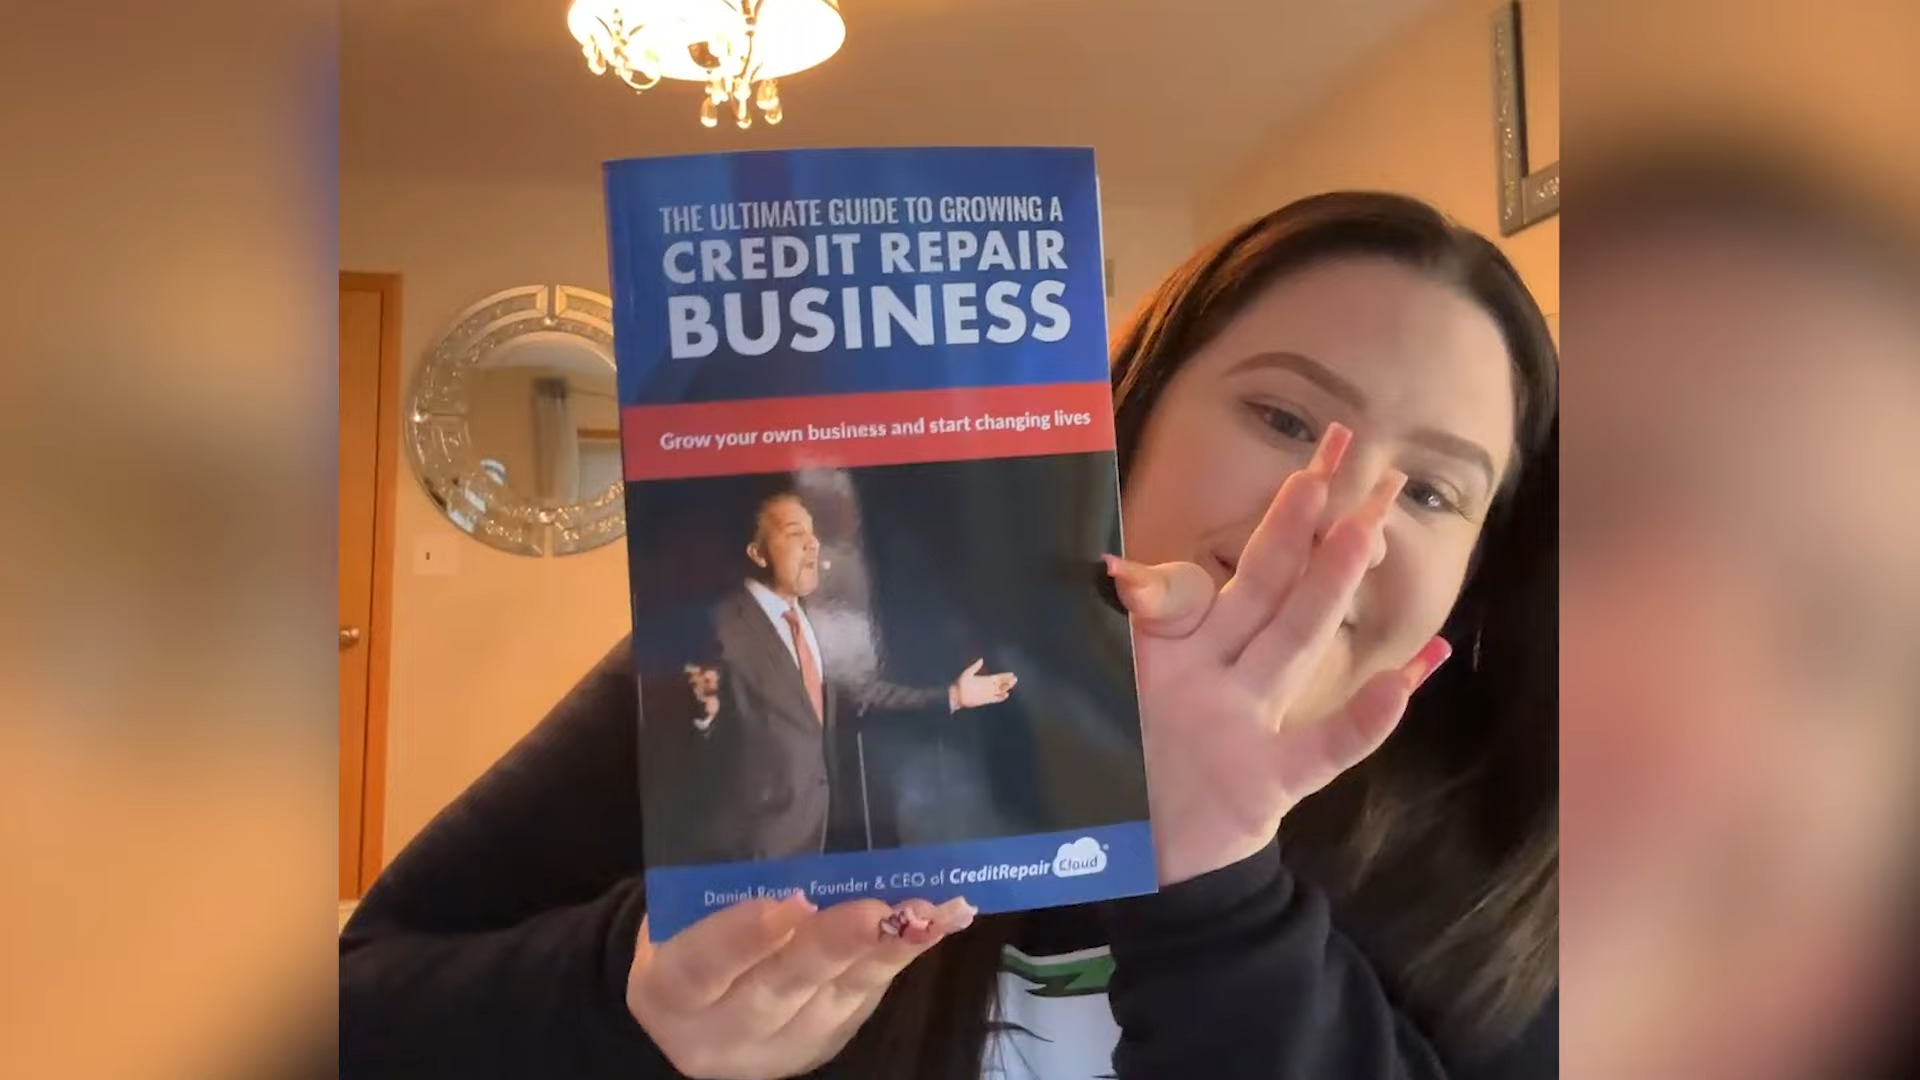 THE ULTIMATE GUIDE TO GROWING A
CREDIT REPAIR
BUSINESS
Grow your own business and start changing lives
Daniel Rosen, Founder & CEO of CreditRepair Cloud